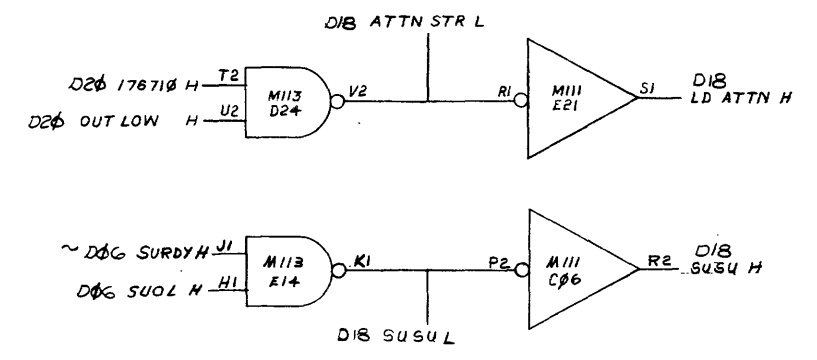 D18 ATTN STR L
D2Ø 17671Ø H
T2
M113
D24
V2
R1
M111
E21
S1
D18
LD ATTN H
D2Ø OUT LOW H
U2
~ DØ6 SURDY H
J1
M113
E14
K1
P2
M111
CØ6
R2
D18
SUSU H
DØ6 SUOL H
H1
D18 SUSU L